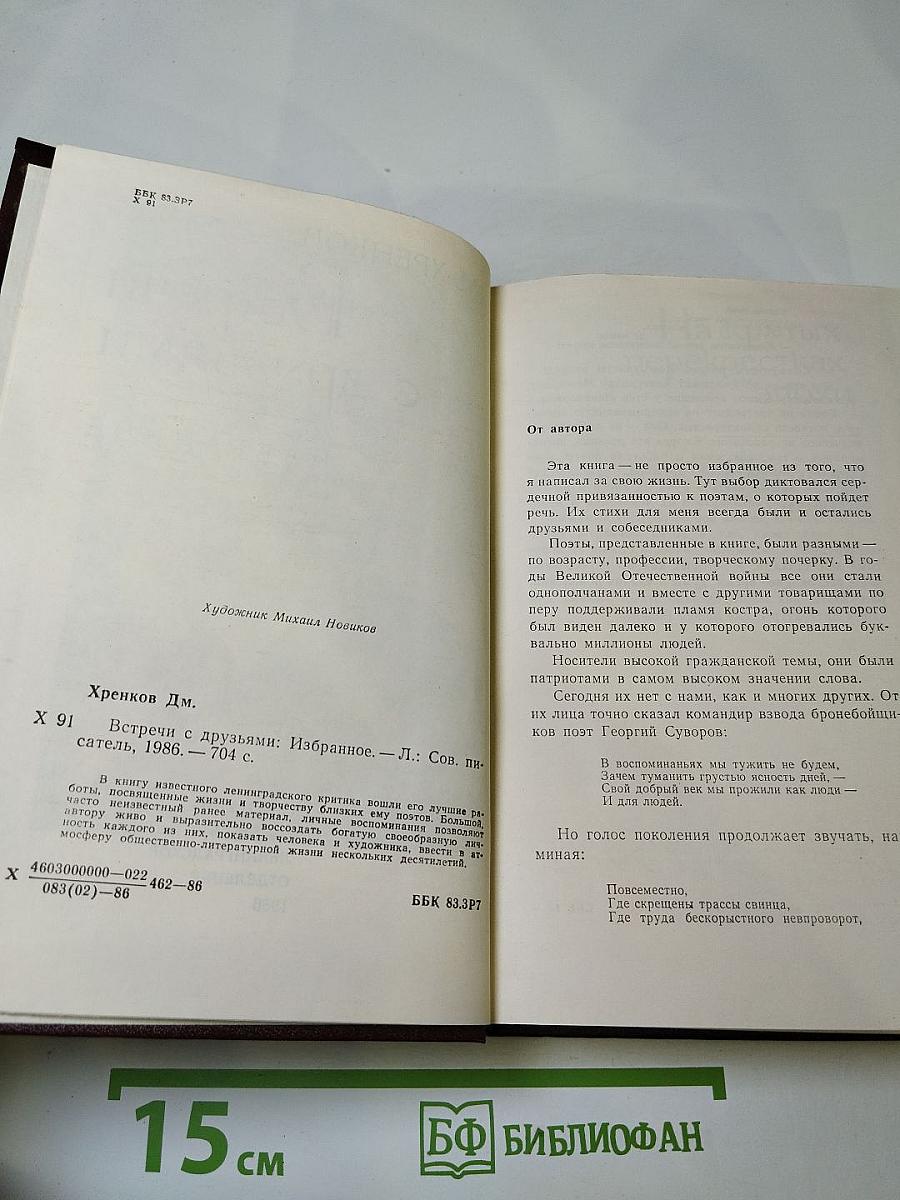 ББК 83.3Р7
Х 91
Художник Михаил Новиков
Хренков Дм.
Х 91 Встречи с друзьями: Избранное. — Л.: Сов. пи-
сатель, 1986. — 704 с.
В книгу известного ленинградского критика вошли его лучшие ра-
боты, посвященные жизни и творчеству близких ему поэтов. Большой,
часто неизвестный ранее материал, личные воспоминания позволяют
автору живо и выразительно воссоздать богатую своеобразную лич-
ность каждого из них, показать человека и художника, ввести в ат-
мосферу общественно-литературной жизни нескольких десятилетий.
Х 4603000000—022
083(02)—86
462—86
ББК 83.3Р7
От автора
Эта книга — не просто избранное из того, что
я написал за свою жизнь. Тут выбор диктовался сер-
дечной привязанностью к поэтам, о которых пойдет
речь. Их стихи для меня всегда были и остались
друзьями и собеседниками.
Поэты, представленные в книге, были разными —
по возрасту, профессии, творческому почерку. В го-
ды Великой Отечественной войны все они стали
однополчанами и вместе с другими товарищами по
перу поддерживали пламя костра, огонь которого
был виден далеко и у которого отогревались бук-
вально миллионы людей.
Носители высокой гражданской темы, они были
патриотами в самом высоком значении слова.
Сегодня их нет с нами, как и многих других. От
их лица точно сказал командир взвода бронебойщи-
ков поэт Георгий Суворов:
В воспоминаньях мы тужить не будем,
Зачем туманить грустью ясность дней, —
Свой добрый век мы прожили как люди —
И для людей.
Но голос поколения продолжает звучать, на
миная:
Повсеместно,
Где скрещены трассы свинца,
Где труда бескорыстного невпроворот,
15 см
БФ БИБЛИОФАН